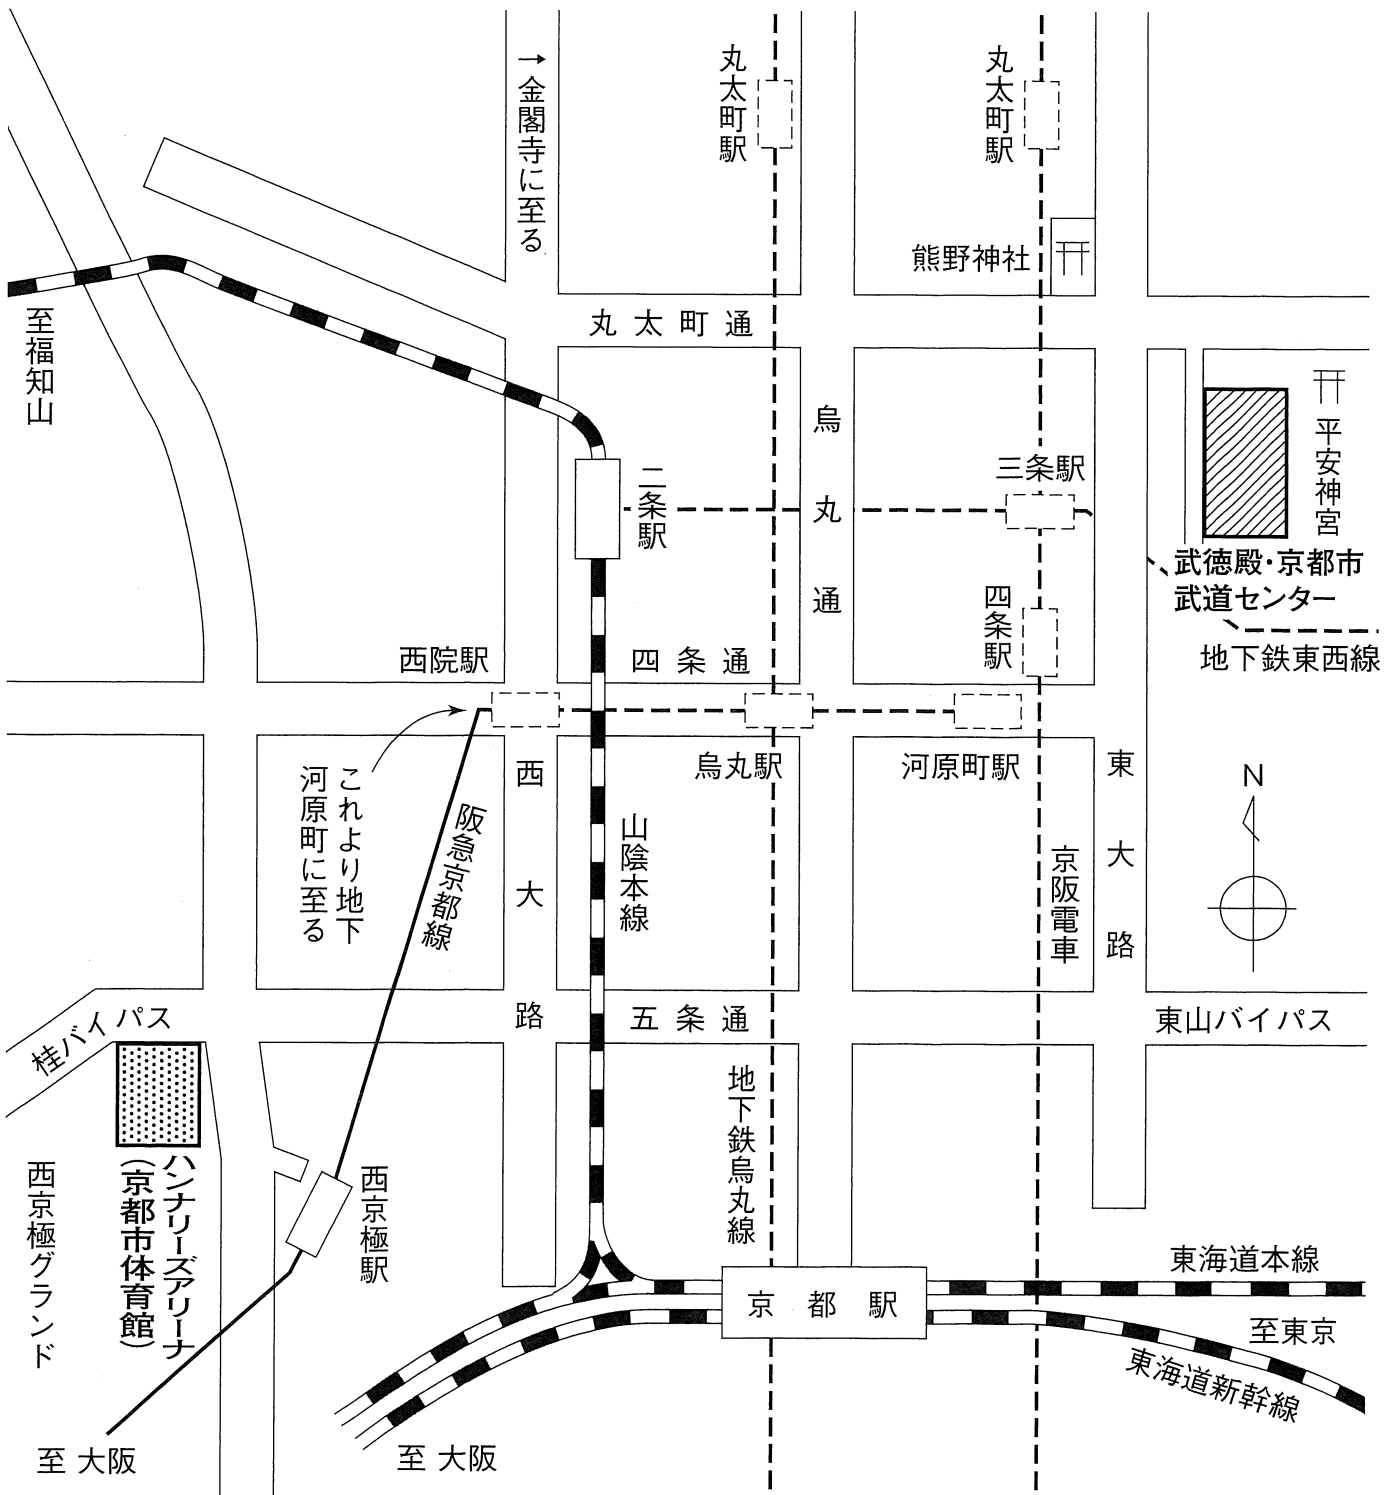 →金閣寺に至る
丸太町駅
丸太町駅
熊野神社
至福知山
丸太町通
烏丸通
平安神宮
三条駅
二条駅
武徳殿・京都市
武道センター
四条駅
地下鉄東西線
西院駅
四条通
烏丸駅
河原町駅
これより地下
河原町に至る
阪急京都線
西大路
山陰本線
京阪電車
東大路
N
桂バイパス
五条通
東山バイパス
地下鉄烏丸線
ハンナリーズアリーナ
（京都市体育館）
西京極グランド
西京極駅
京都駅
東海道本線
至東京
東海道新幹線
至 大阪
至 大阪